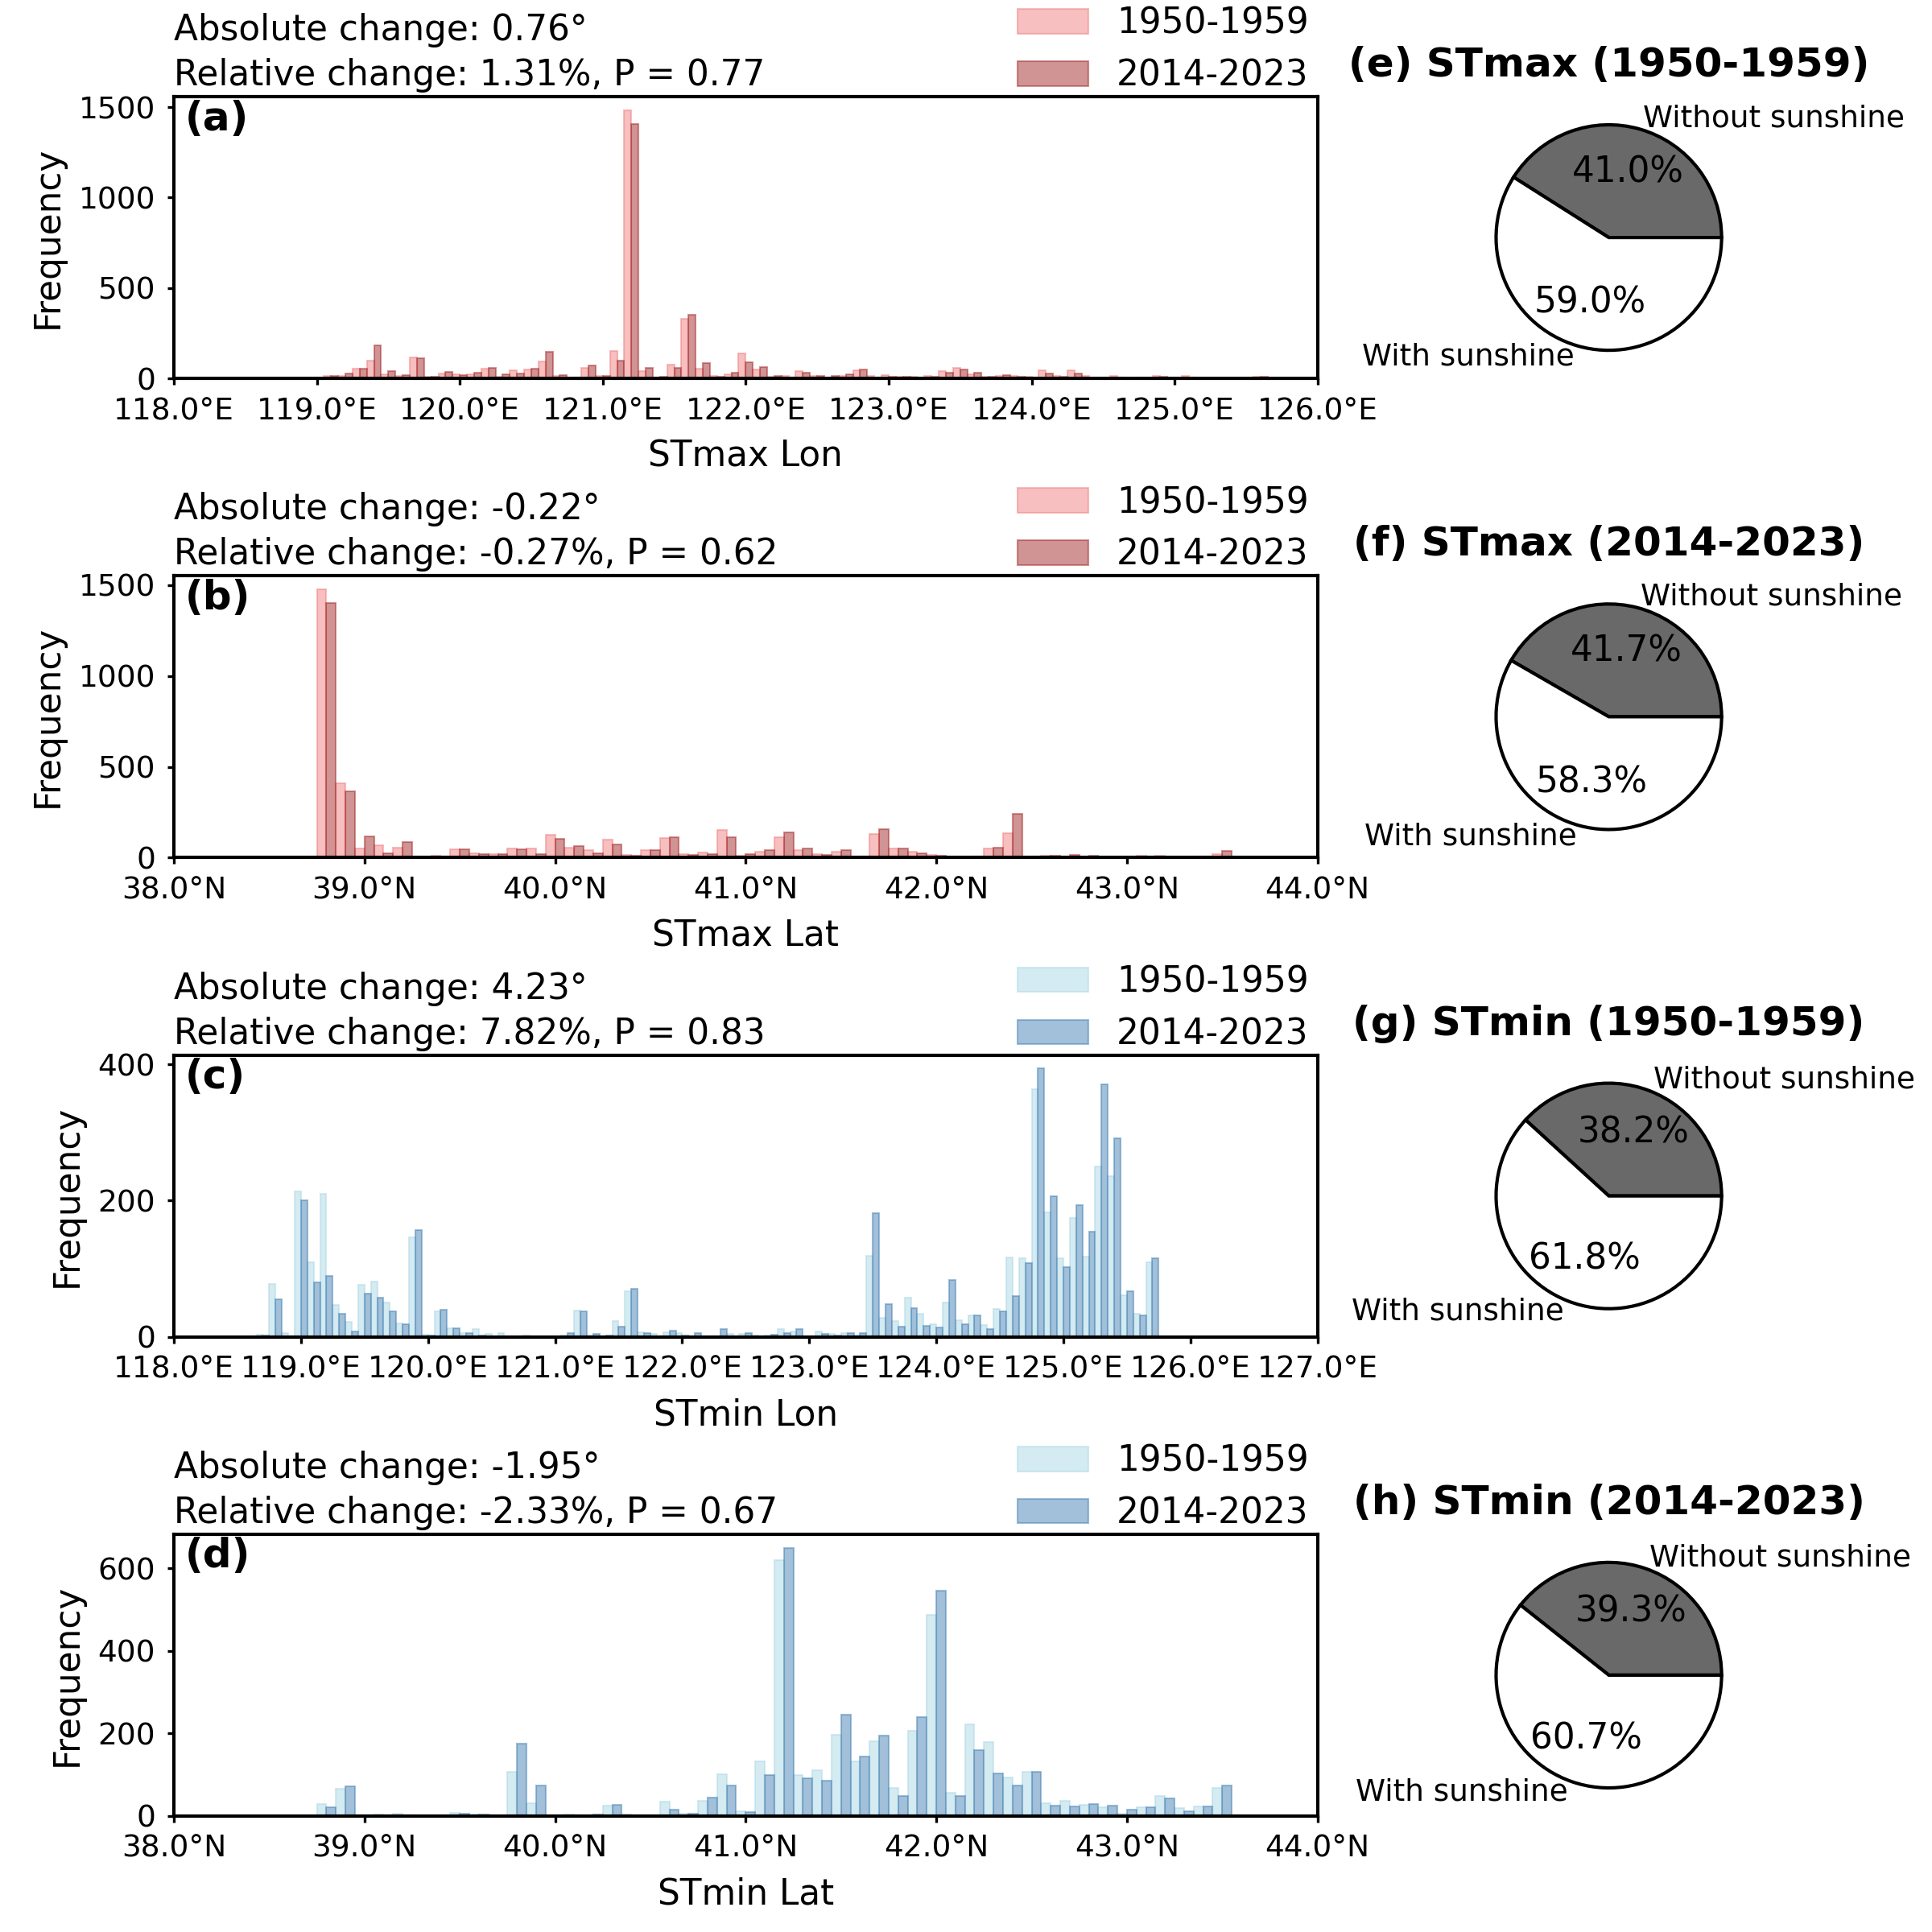 Absolute change: 0.76°
Relative change: 1.31%, P = 0.77
1950-1959
2014-2023
(a)
1500
1000
500
0
Frequency
118.0°E 119.0°E 120.0°E 121.0°E 122.0°E 123.0°E 124.0°E 125.0°E 126.0°E
STmax Lon
(e) STmax (1950-1959)
Without sunshine
41.0%
59.0%
With sunshine
Absolute change: -0.22°
Relative change: -0.27%, P = 0.62
1950-1959
2014-2023
(b)
1500
1000
500
0
Frequency
38.0°N 39.0°N 40.0°N 41.0°N 42.0°N 43.0°N 44.0°N
STmax Lat
(f) STmax (2014-2023)
Without sunshine
41.7%
58.3%
With sunshine
Absolute change: 4.23°
Relative change: 7.82%, P = 0.83
1950-1959
2014-2023
(c)
400
200
0
Frequency
118.0°E 119.0°E 120.0°E 121.0°E 122.0°E 123.0°E 124.0°E 125.0°E 126.0°E 127.0°E
STmin Lon
(g) STmin (1950-1959)
Without sunshine
38.2%
61.8%
With sunshine
Absolute change: -1.95°
Relative change: -2.33%, P = 0.67
1950-1959
2014-2023
(d)
600
400
200
0
Frequency
38.0°N 39.0°N 40.0°N 41.0°N 42.0°N 43.0°N 44.0°N
STmin Lat
(h) STmin (2014-2023)
Without sunshine
39.3%
60.7%
With sunshine